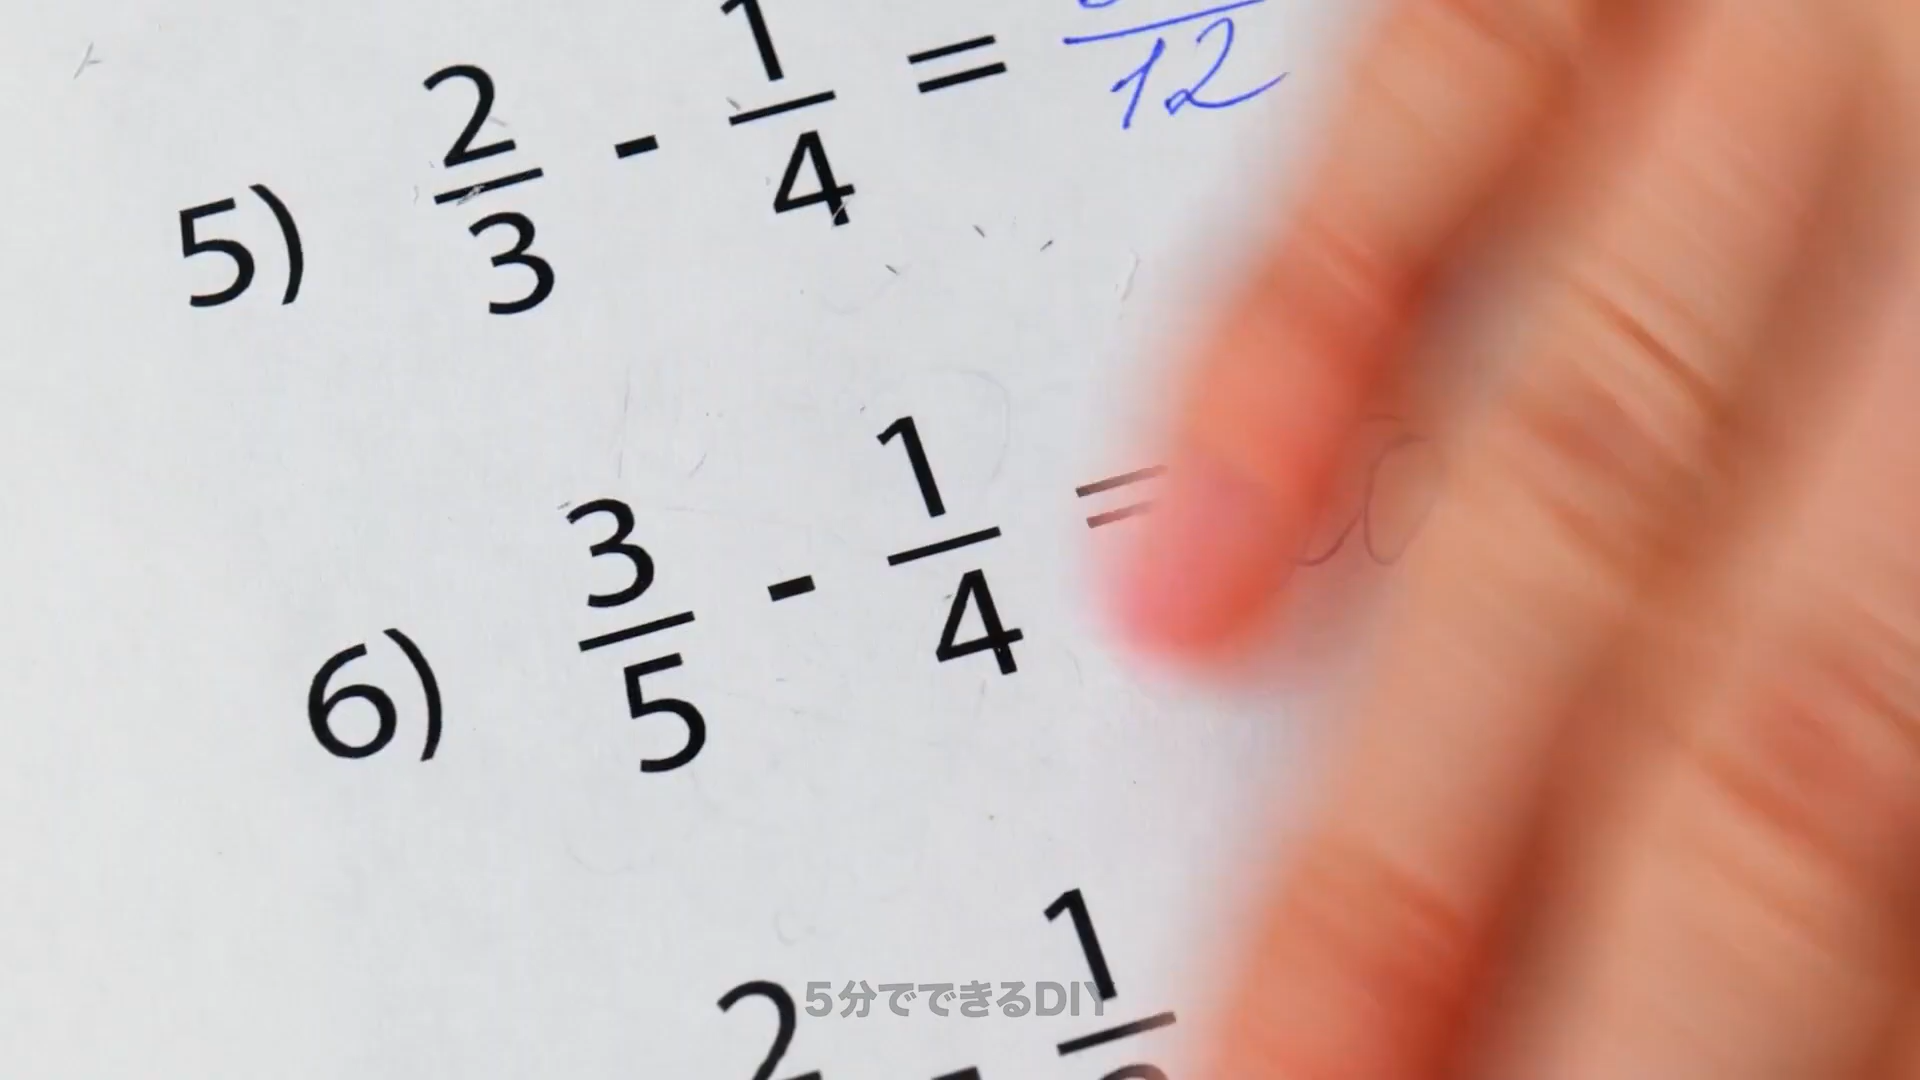 5) 2/3 - 1/4 = /12
6) 3/5 - 1/4 =
2 - 1
5分でできるDIY